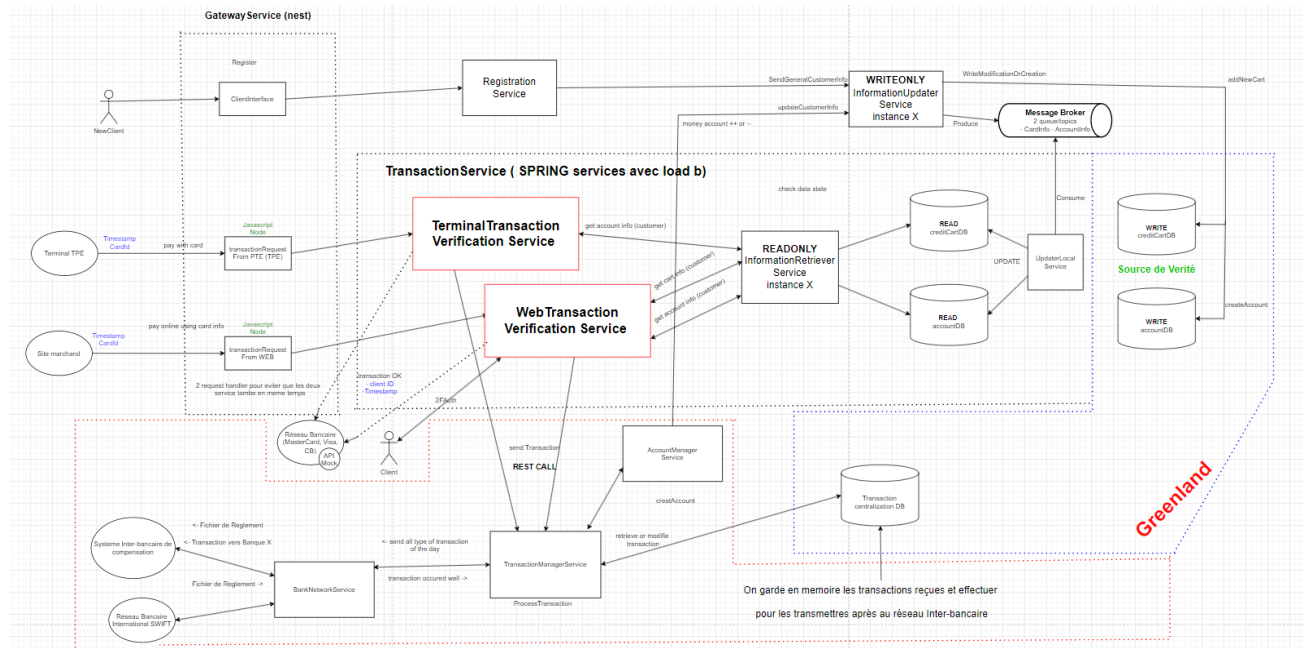 GatewayService (nest)
Register
ClientInterface
NewClient
Registration
Service
SendGeneralCustomerInfo
updateCustomerInfo
money account ++ or --
WRITEONLY
InformationUpdater
Service
instance X
WriteModificationOrCreation
addNewCart
Produce
Message Broker
2 queue/topics
- CardInfo - AccountInfo
TransactionService ( SPRING services avec load b)
check data state
Consume
TerminalTransaction
Verification Service
get account info (customer)
READONLY
InformationRetriever
Service
instance X
READ
creditCartDB
UPDATE
UpdaterLocal
Service
READ
accountDB
WRITE
creditCartDB
Source de Verité
WRITE
accountDB
createAccount
Terminal TPE
Timestamp
CardId
pay with card
Javascript
Node
transactionRequest
From PTE (TPE)
get cart info (customer)
get account info (customer)
WebTransaction
Verification Service
Site marchand
Timestamp
CardId
pay online using card info
Javascript
Node
transactionRequest
From WEB
2 request handler pour eviter que les deux
service tombe en meme temps
transaction OK
- client ID
-Timestamp
2FAuth
Réseau Bancaire
(MasterCard, Visa,
CB)
API
Mock
Client
send Transaction
REST CALL
AccountManager
Service
creatAccount
Transaction
centralization DB
Greenland
retrieve or modifie
transaction
<- Fichier de Reglement
<- Transaction vers Banque X
Systeme Inter-bancaire de
compensation
Fichier de Reglement ->
BankNetworkService
<- send all type of transaction
of the day
transaction occured well ->
TransactionManagerService
ProcessTransaction
Réseau Bancaire
International SWIFT
On garde en memoire les transactions reçues et effectuer
pour les transmettres après au réseau Inter-bancaire